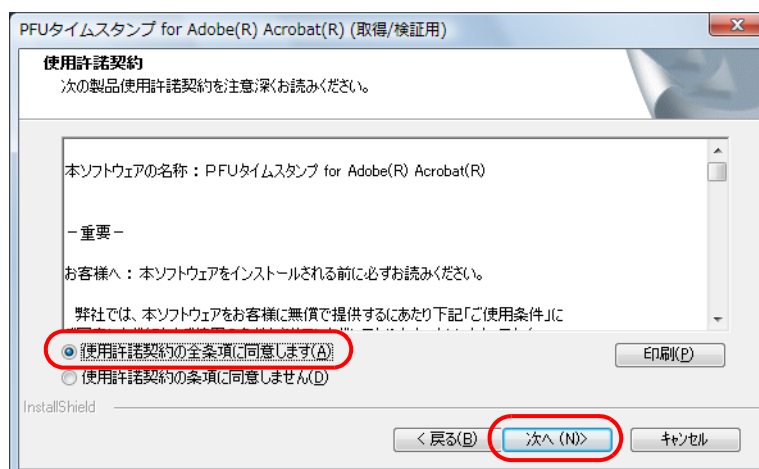 PFUタイムスタンプ for Adobe(R) Acrobat(R) (取得/検証用)
使用許諾契約
次の製品使用許諾契約を注意深くお読みください。
本ソフトウェアの名称：ＰＦＵタイムスタンプ for Adobe(R) Acrobat(R)
－重要－
お客様へ：本ソフトウェアをインストールされる前に必ずお読みください。
弊社では、本ソフトウェアをお客様に無償で提供するにあたり下記「ご使用条件」に
使用許諾契約の全条項に同意します(A)
印刷(P)
使用許諾契約の条項に同意しません(D)
InstallShield
< 戻る(B)
次へ (N)>
キャンセル